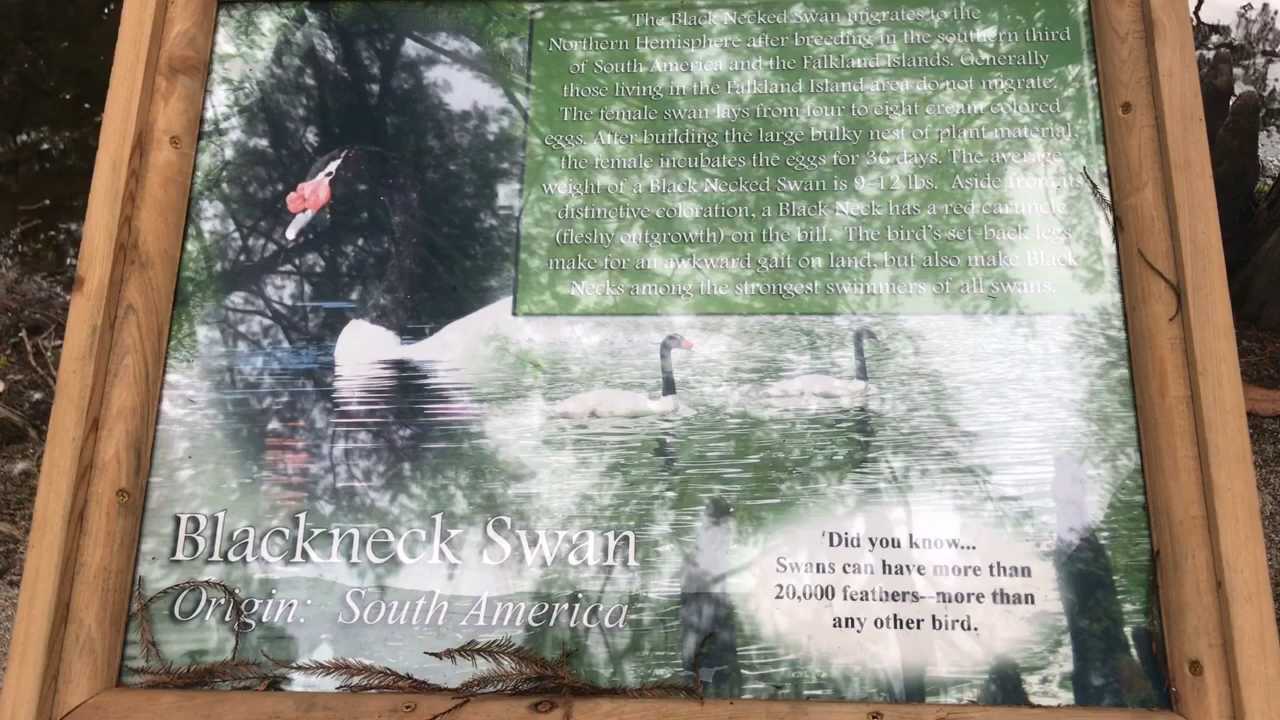 The Black Necked Swan migrates to the
Northern Hemisphere after breeding in the southern third
of South America and the Falkland Islands. Generally
those living in the Falkland Island area do not migrate.
The female swan lays from four to eight cream colored
eggs. After building the large bulky nest of plant material,
the female incubates the eggs for 36 days. The average
weight of a Black Necked Swan is 9-12 lbs. Aside from its
distinctive coloration, a Black Neck has a red caruncle
(fleshy outgrowth) on the bill. The bird's set-back legs
make for an awkward gait on land, but also make Black
Necks among the strongest swimmers of all swans.
Blackneck Swan
Origin: South America
'Did you know...
Swans can have more than
20,000 feathers--more than
any other bird.